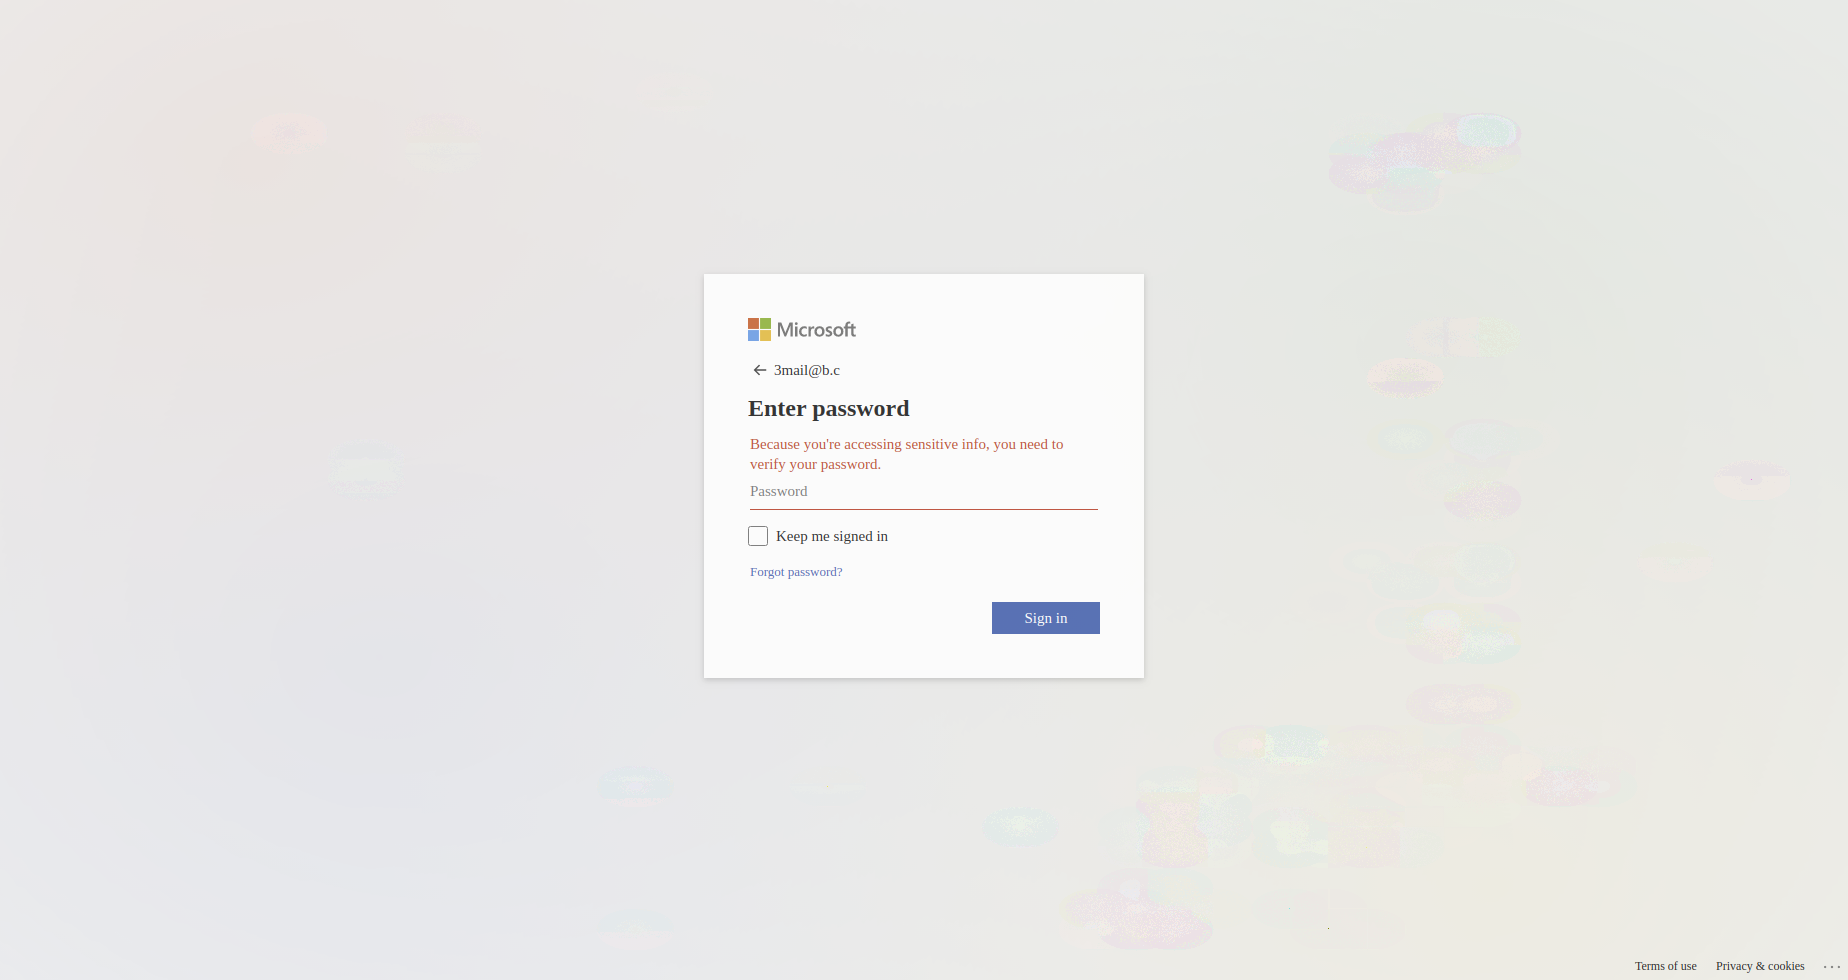 Microsoft
3mail@b.c
Enter password
Because you're accessing sensitive info, you need to
verify your password.
Password
Keep me signed in
Forgot password?
Sign in
Terms of use Privacy & cookies ...